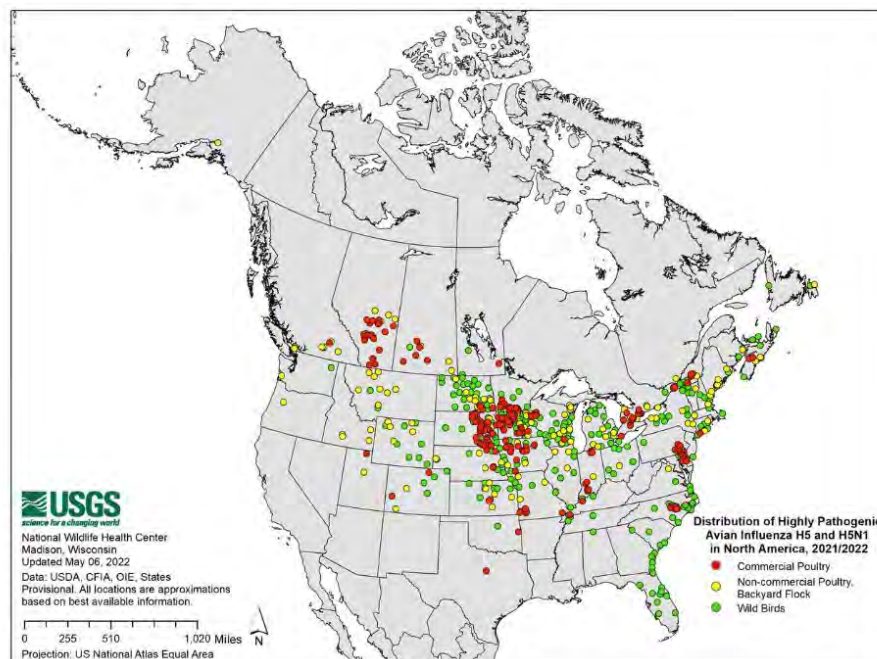 USGS
science for a changing world
National Wildlife Health Center
Madison, Wisconsin
Updated May 06, 2022
Data: USDA, CFIA, OIE, States
Provisional. All locations are approximations
based on best available information.
0 255 510 1,020 Miles
Projection: US National Atlas Equal Area
N
Distribution of Highly Pathogenic
Avian Influenza H5 and H5N1
in North America, 2021/2022
Commercial Poultry
Non-commercial Poultry,
Backyard Flock
Wild Birds